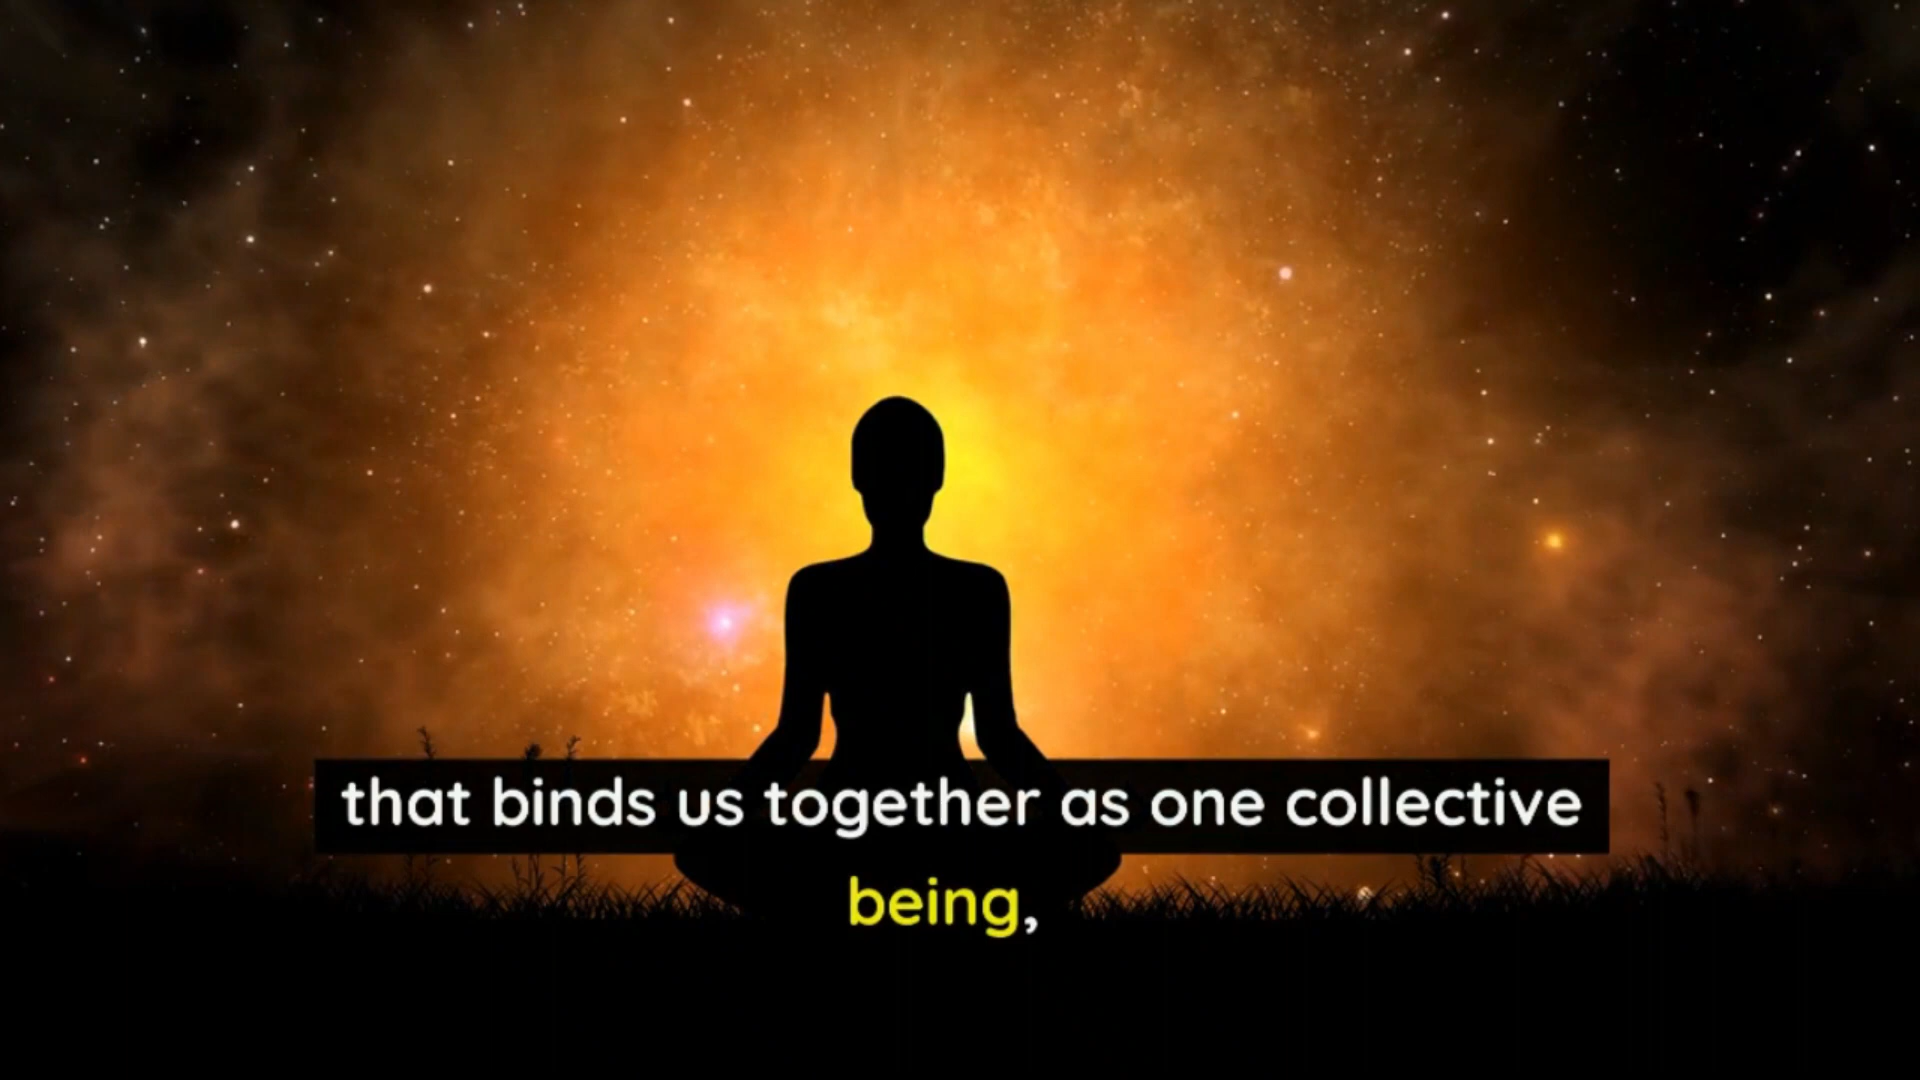 that binds us together as one collective
being,